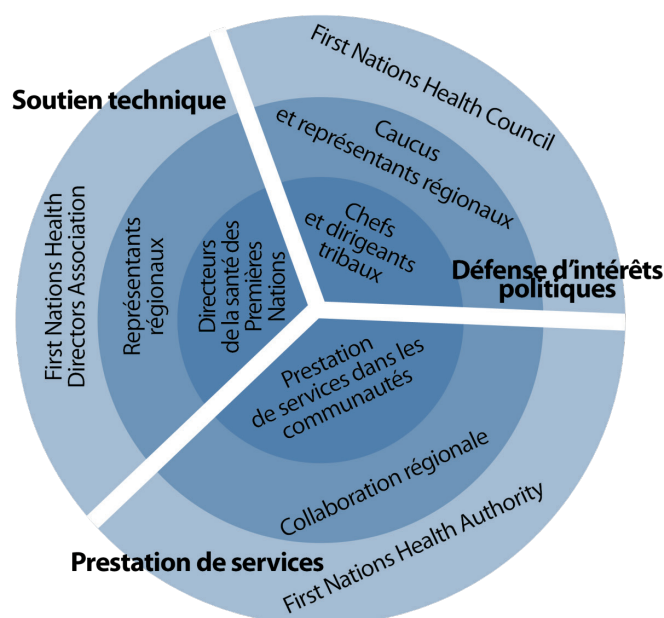 First Nations Health Council
Soutien technique
Caucus
et représentants régionaux
Chefs
et dirigeants
tribaux
First Nations Health
Directors Association
Représentants
régionaux
Directeurs
de la santé des
Premières
Nations
Défense d’intérêts
politiques
Prestation
de services dans les
communautés
Collaboration régionale
First Nations Health Authority
Prestation de services